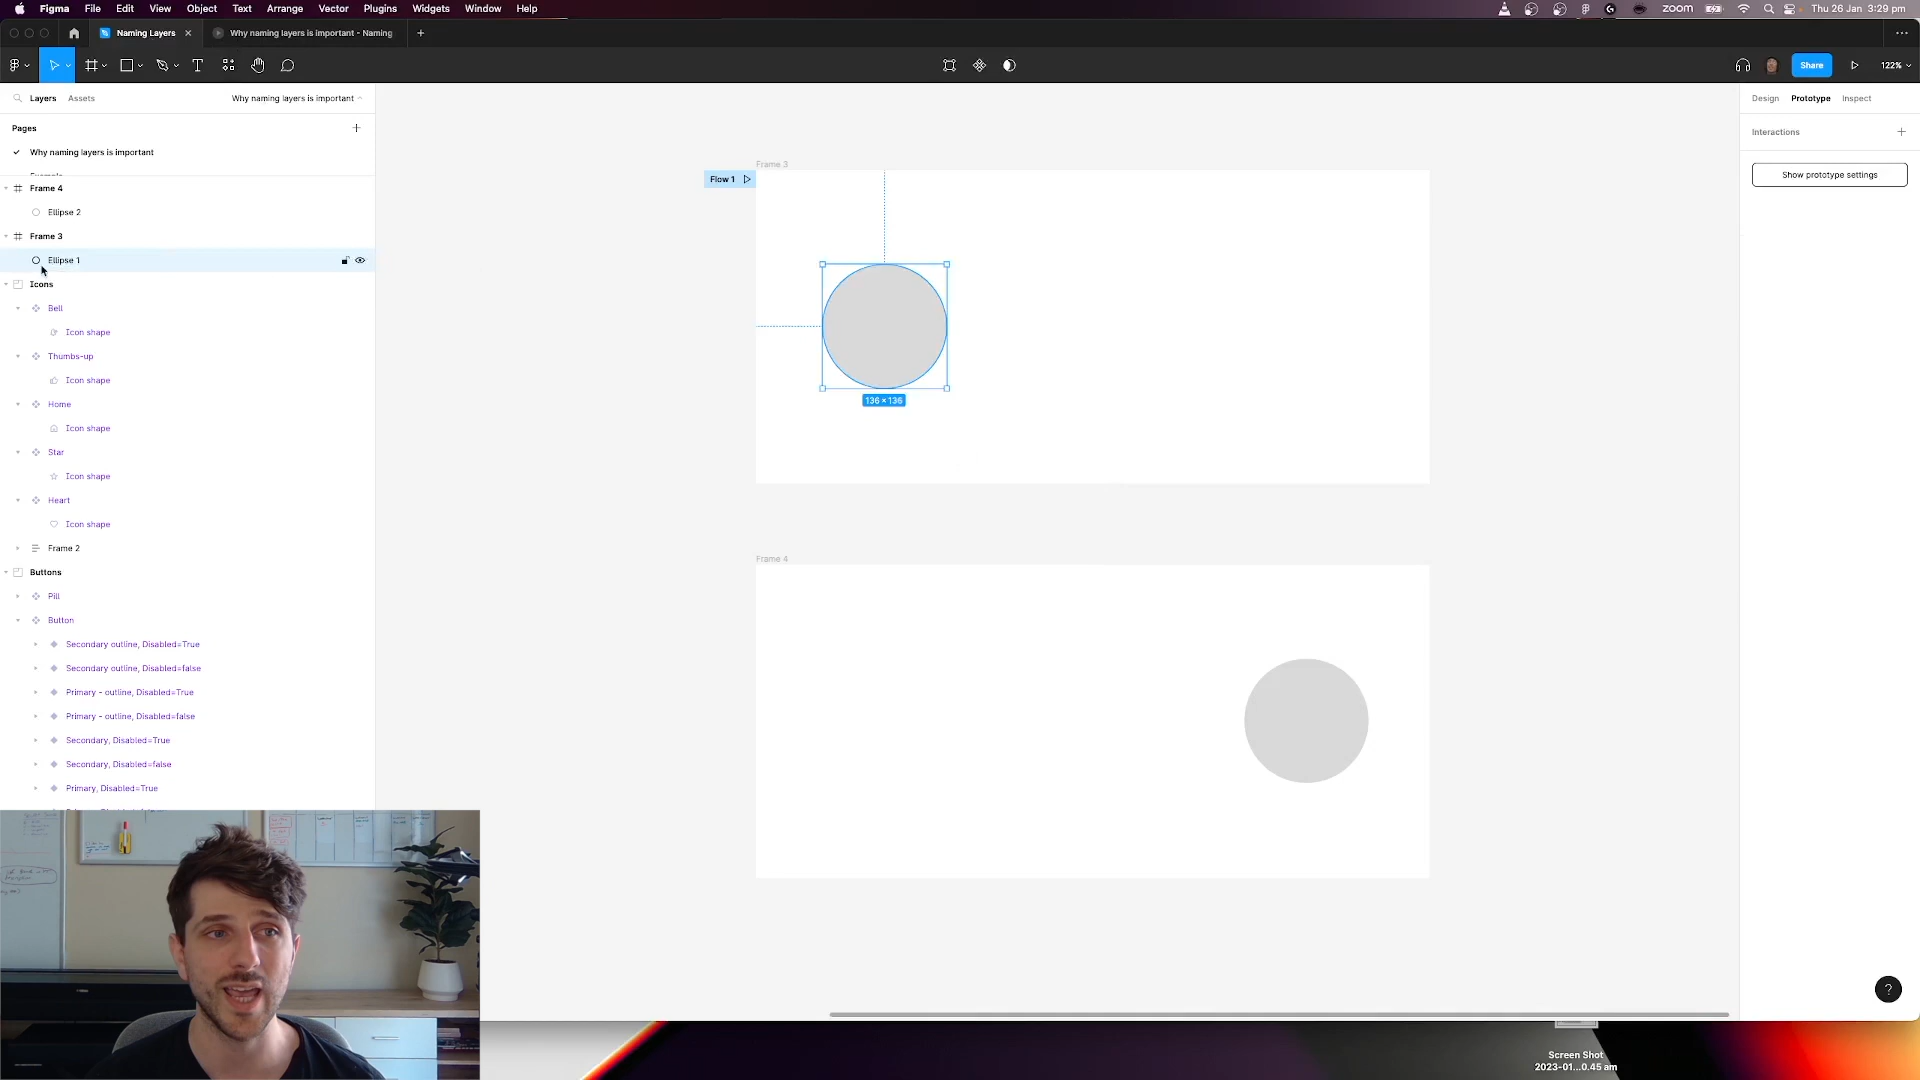 Figma File Edit View Object Text Arrange Vector Plugins Widgets Window Help
zoom Thu 26 Jan 3:29 pm
Naming Layers
Why naming layers is important - Naming
Share
122%
Layers Assets
Why naming layers is important
Design Prototype Inspect
Pages
Interactions
Why naming layers is important
Show prototype settings
Frame 4
Ellipse 2
Frame 3
Ellipse 1
Icons
Bell
Icon shape
Thumbs-up
Icon shape
Home
Icon shape
Star
Icon shape
Heart
Icon shape
Frame 2
Buttons
Pill
Button
Secondary outline, Disabled=True
Secondary outline, Disabled=false
Primary - outline, Disabled=True
Primary - outline, Disabled=false
Secondary, Disabled=True
Secondary, Disabled=false
Primary, Disabled=True
Frame 3
Flow 1
136 × 136
Frame 4
?
Screen Shot
2023-01...0.45 am